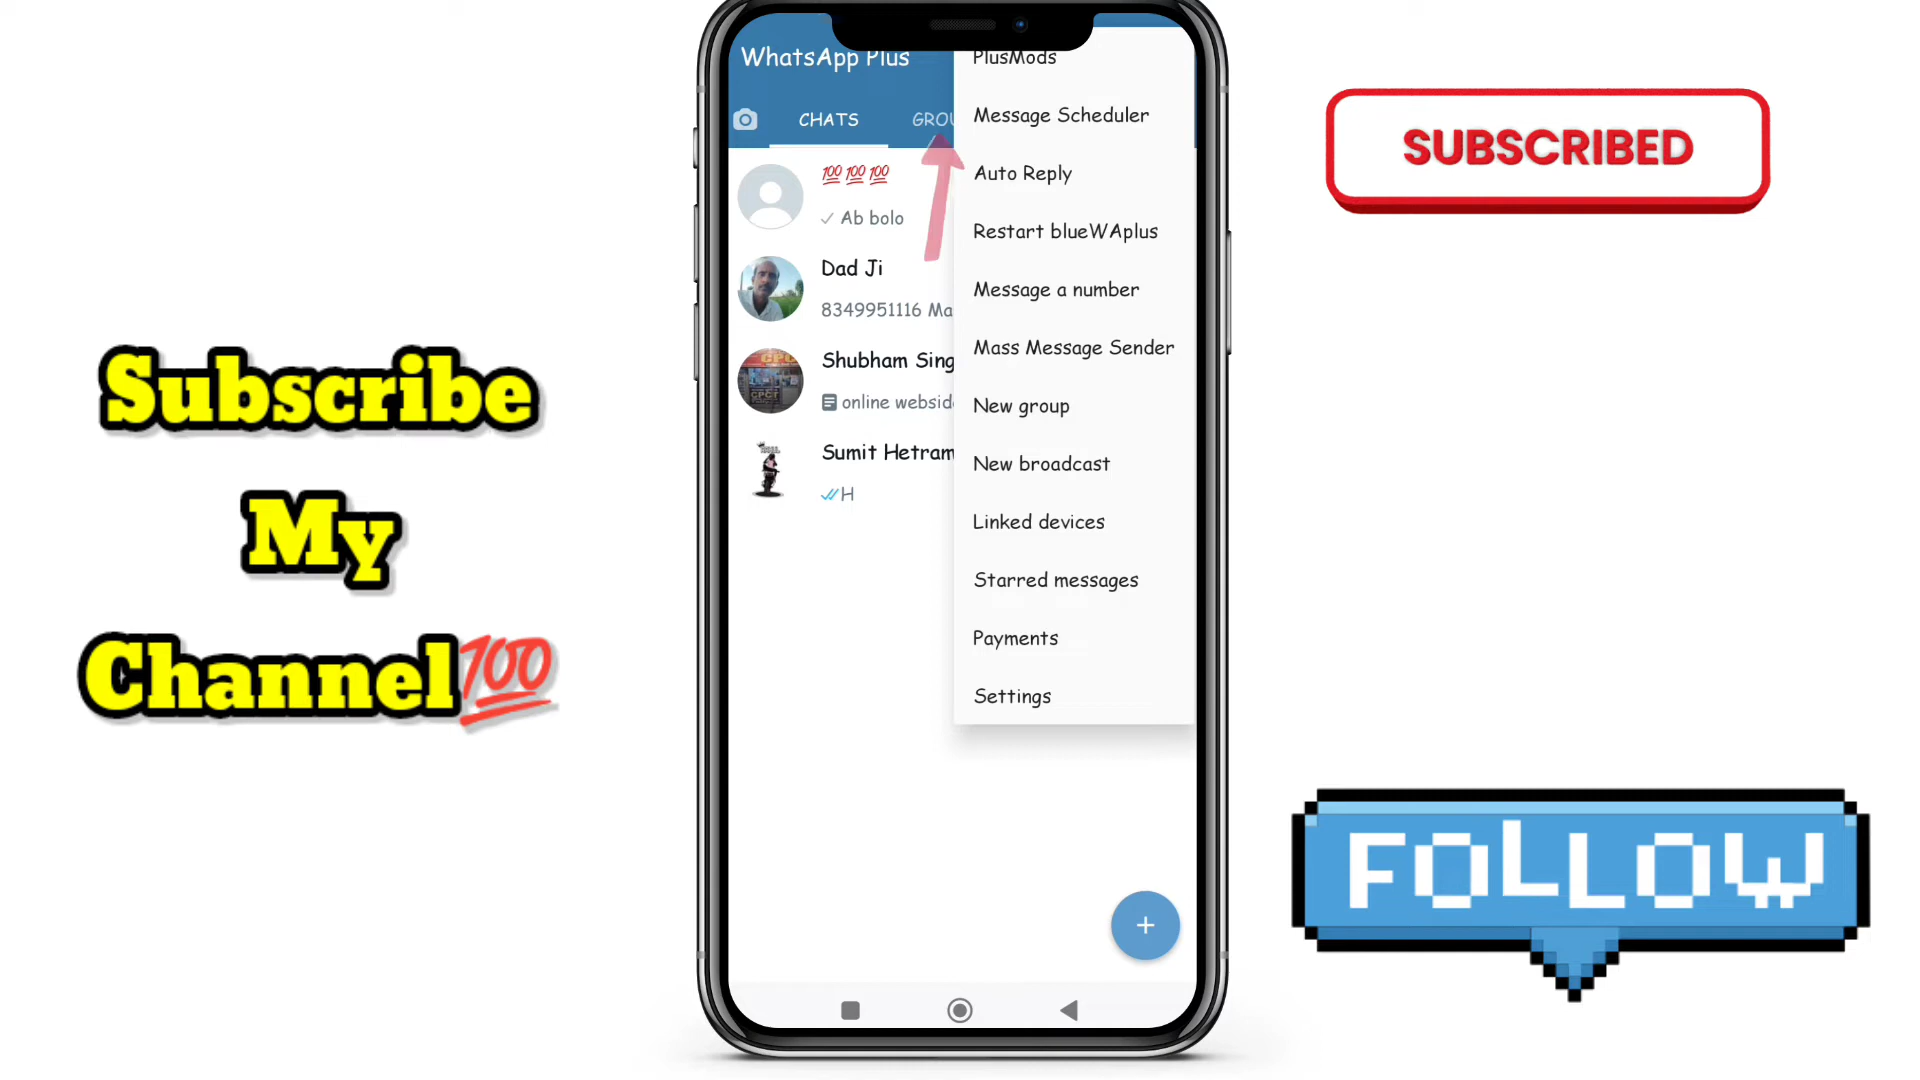 WhatsApp Plus
CHATS
GROU
💯💯💯
Ab bolo
Dad Ji
8349951116 Ma
Shubham Sing
online websid
Sumit Hetram
H
PlusMods
Message Scheduler
Auto Reply
Restart blueWAplus
Message a number
Mass Message Sender
New group
New broadcast
Linked devices
Starred messages
Payments
Settings
Subscribe
My
Channel💯
SUBSCRIBED
FOLLOW